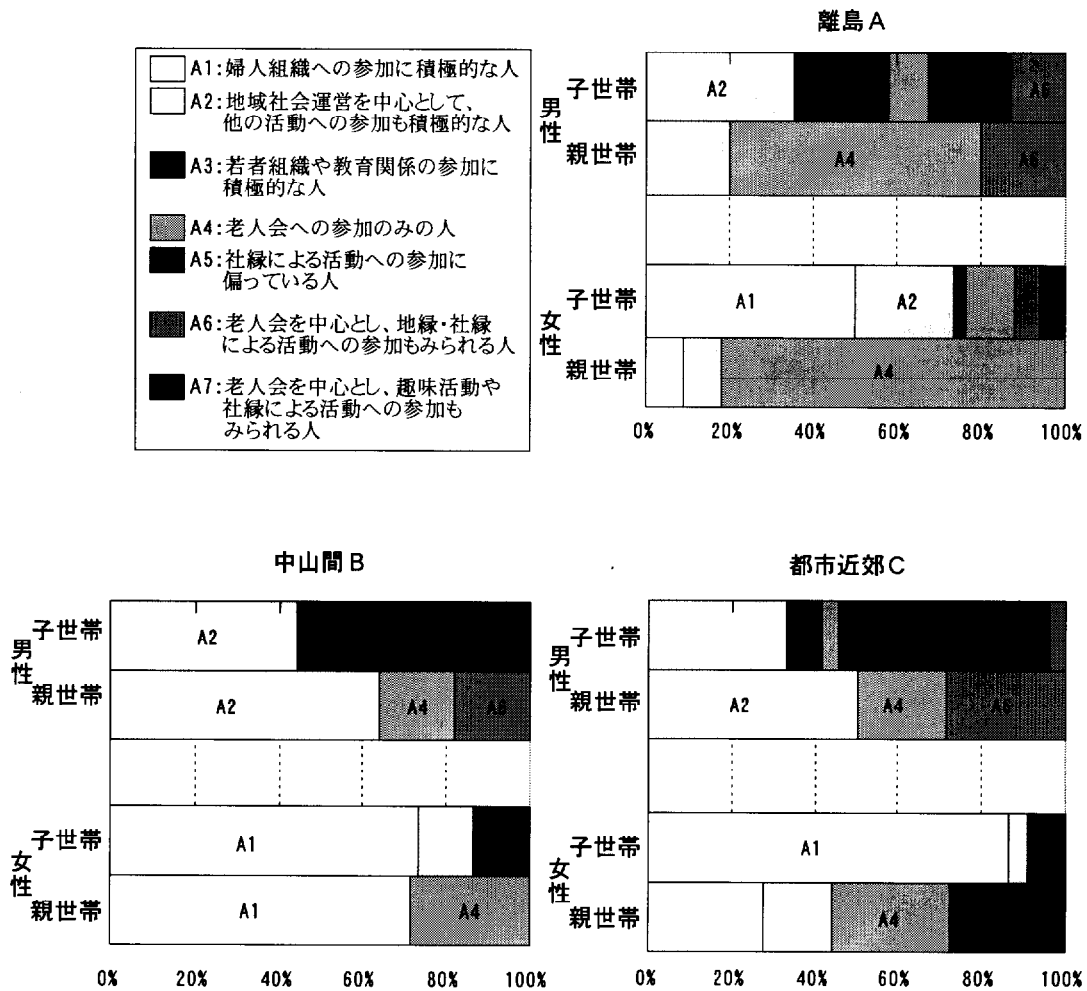 A1:婦人組織への参加に積極的な人
A2:地域社会運営を中心として、
他の活動への参加も積極的な人
A3:若者組織や教育関係の参加に
積極的な人
A4:老人会への参加のみの人
A5:社縁による活動への参加に
偏っている人
A6:老人会を中心とし、地縁・社縁
による活動への参加もみられる人
A7:老人会を中心とし、趣味活動や
社縁による活動への参加も
みられる人
離島A
男性
子世帯
A2
A6
親世帯
A4
A6
女性
子世帯
A1
A2
親世帯
A4
0% 20% 40% 60% 80% 100%
中山間B
男性
子世帯
A2
親世帯
A2
A4
A6
女性
子世帯
A1
親世帯
A1
A4
0% 20% 40% 60% 80% 100%
都市近郊C
男性
子世帯
親世帯
A2
A4
A6
女性
子世帯
A1
親世帯
A4
0% 20% 40% 60% 80% 100%